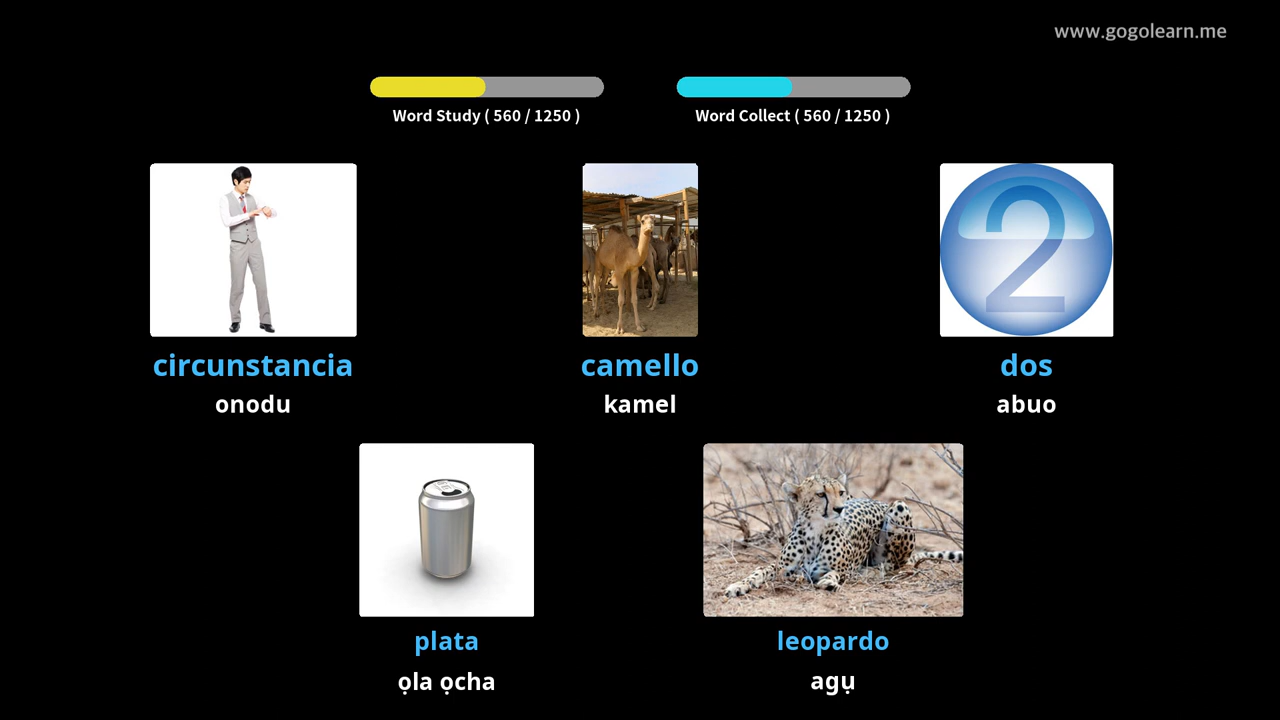 www.gogolearn.me
Word Study ( 560 / 1250 )
Word Collect ( 560 / 1250 )
2
circunstancia
onodu
camello
kamel
dos
abuo
plata
ọla ọcha
leopardo
agụ